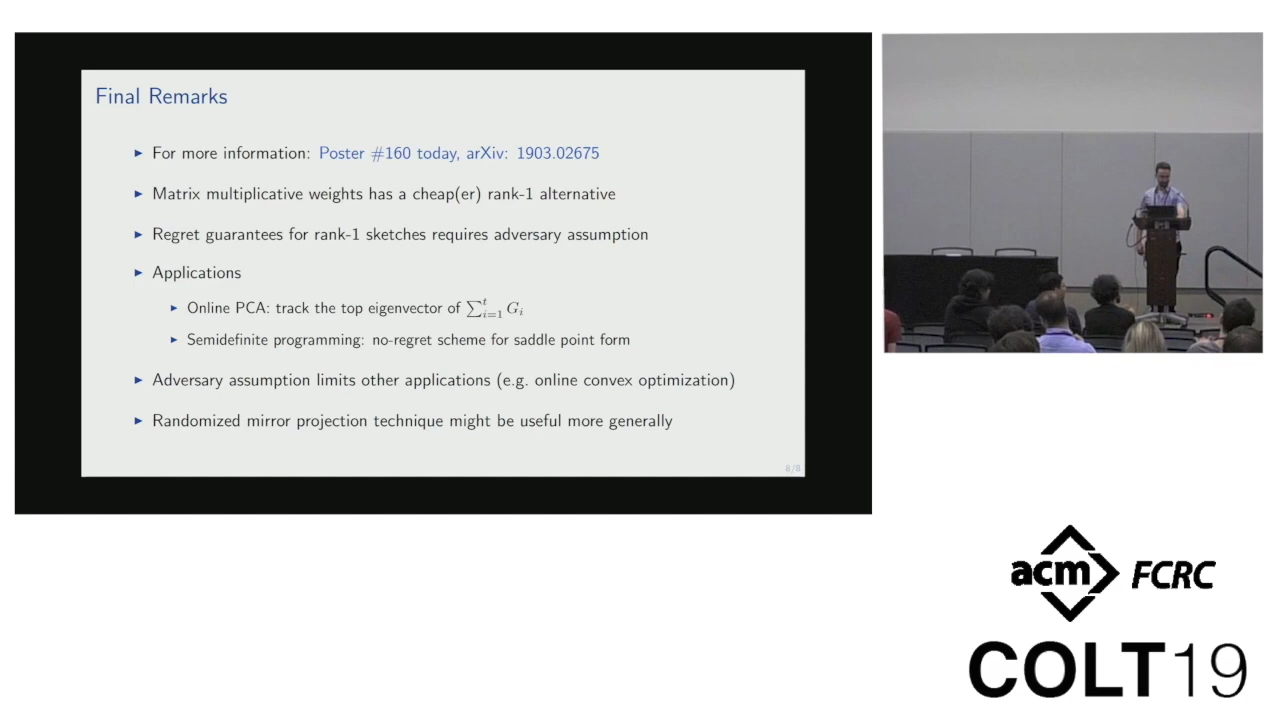 Final Remarks
► For more information: Poster #160 today, arXiv: 1903.02675
► Matrix multiplicative weights has a cheap(er) rank-1 alternative
► Regret guarantees for rank-1 sketches requires adversary assumption
► Applications
► Online PCA: track the top eigenvector of $\sum_{i=1}^{t} G_i$
► Semidefinite programming: no-regret scheme for saddle point form
► Adversary assumption limits other applications (e.g. online convex optimization)
► Randomized mirror projection technique might be useful more generally
8/8
acm FCRC
COLT19